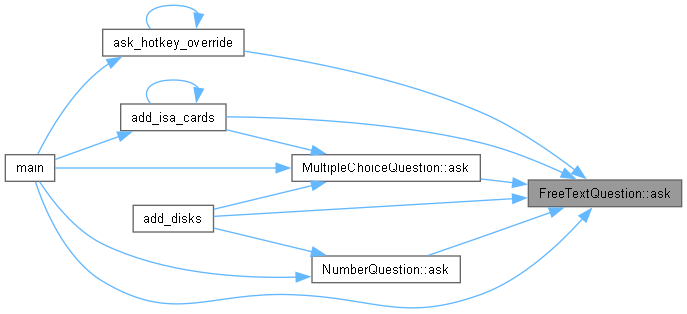 ask_hotkey_override
add_isa_cards
main
MultipleChoiceQuestion::ask
FreeTextQuestion::ask
add_disks
NumberQuestion::ask